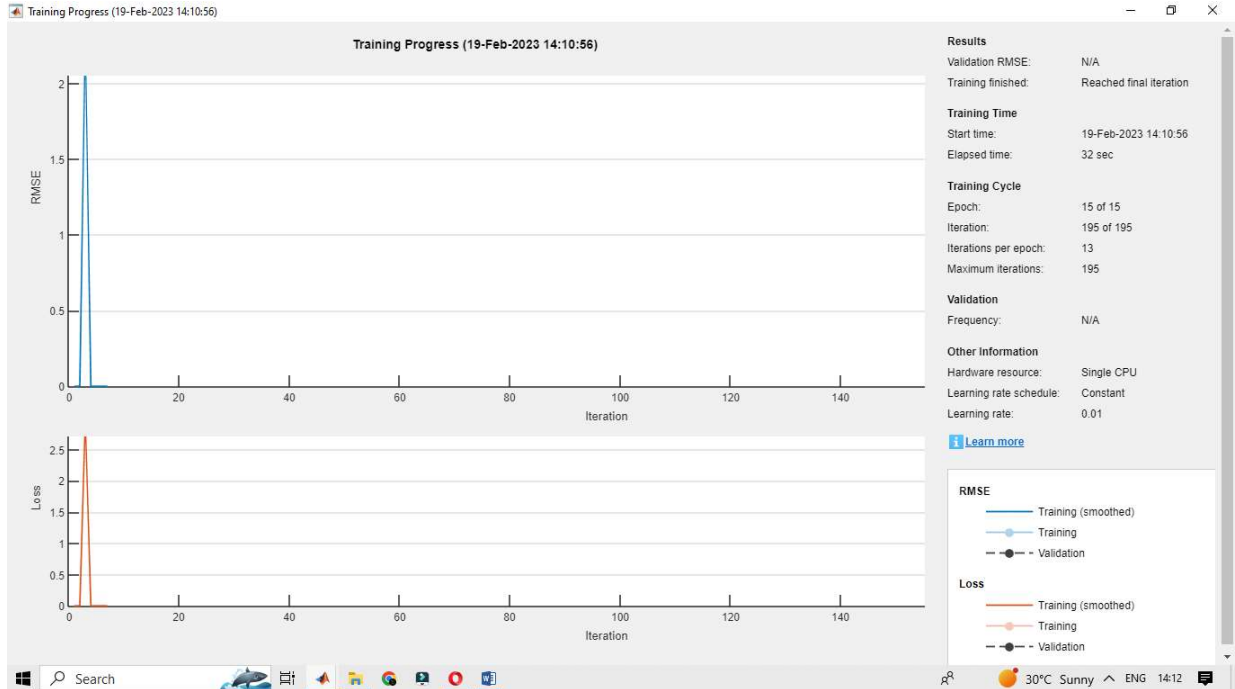 Training Progress (19-Feb-2023 14:10:56)
Training Progress (19-Feb-2023 14:10:56)
2
1.5
1
0.5
0
RMSE
0 20 40 60 80 100 120 140
Iteration
2.5
2
1.5
1
0.5
0
Loss
0 20 40 60 80 100 120 140
Iteration
Results
Validation RMSE: N/A
Training finished: Reached final iteration
Training Time
Start time: 19-Feb-2023 14:10:56
Elapsed time: 32 sec
Training Cycle
Epoch: 15 of 15
Iteration: 195 of 195
Iterations per epoch: 13
Maximum iterations: 195
Validation
Frequency: N/A
Other Information
Hardware resource: Single CPU
Learning rate schedule: Constant
Learning rate: 0.01
i Learn more
RMSE
Training (smoothed)
Training
Validation
Loss
Training (smoothed)
Training
Validation
Search
30°C Sunny ENG 14:12